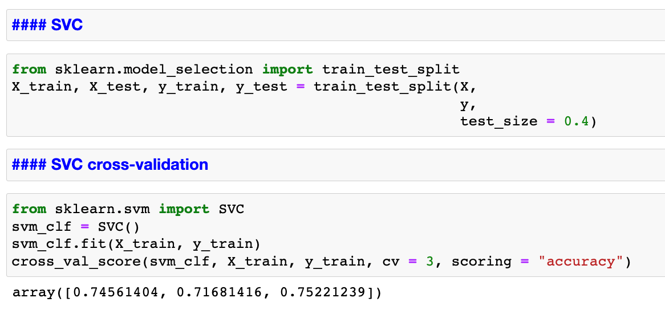 #### SVC
from sklearn.model_selection import train_test_split
X_train, X_test, y_train, y_test = train_test_split(X,
y,
test_size = 0.4)
#### SVC cross-validation
from sklearn.svm import SVC
svm_clf = SVC()
svm_clf.fit(X_train, y_train)
cross_val_score(svm_clf, X_train, y_train, cv = 3, scoring = "accuracy")
array([0.74561404, 0.71681416, 0.75221239])